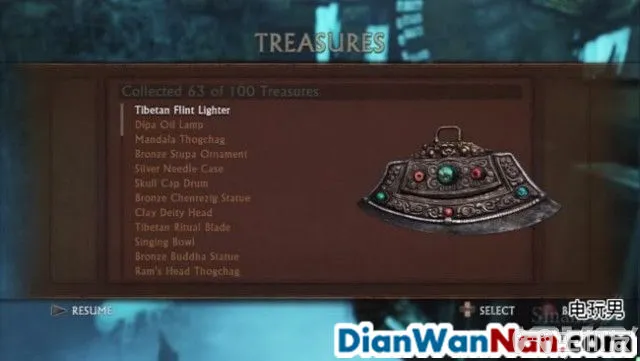 TREASURES
Collected 63 of 100 Treasures
Tibetan Flint Lighter
Dipa Oil Lamp
Mandala Thogchag
Bronze Stupa Ornament
Silver Needle Case
Skull Cap Drum
Bronze Chenrezig Statue
Clay Deity Head
Tibetan Ritual Blade
Singing Bowl
Bronze Buddha Statue
Ram's Head Thogchag
RESUME
SELECT
电玩男
DianWanNan.com